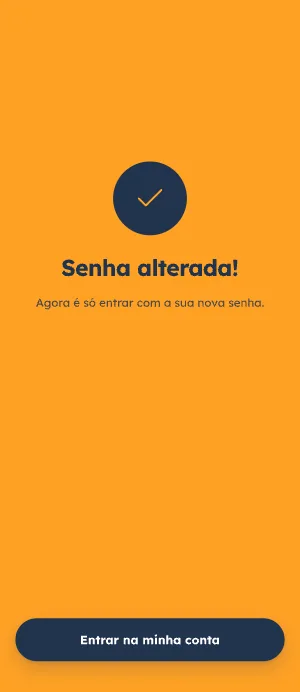 Senha alterada!
Agora é só entrar com a sua nova senha.
Entrar na minha conta